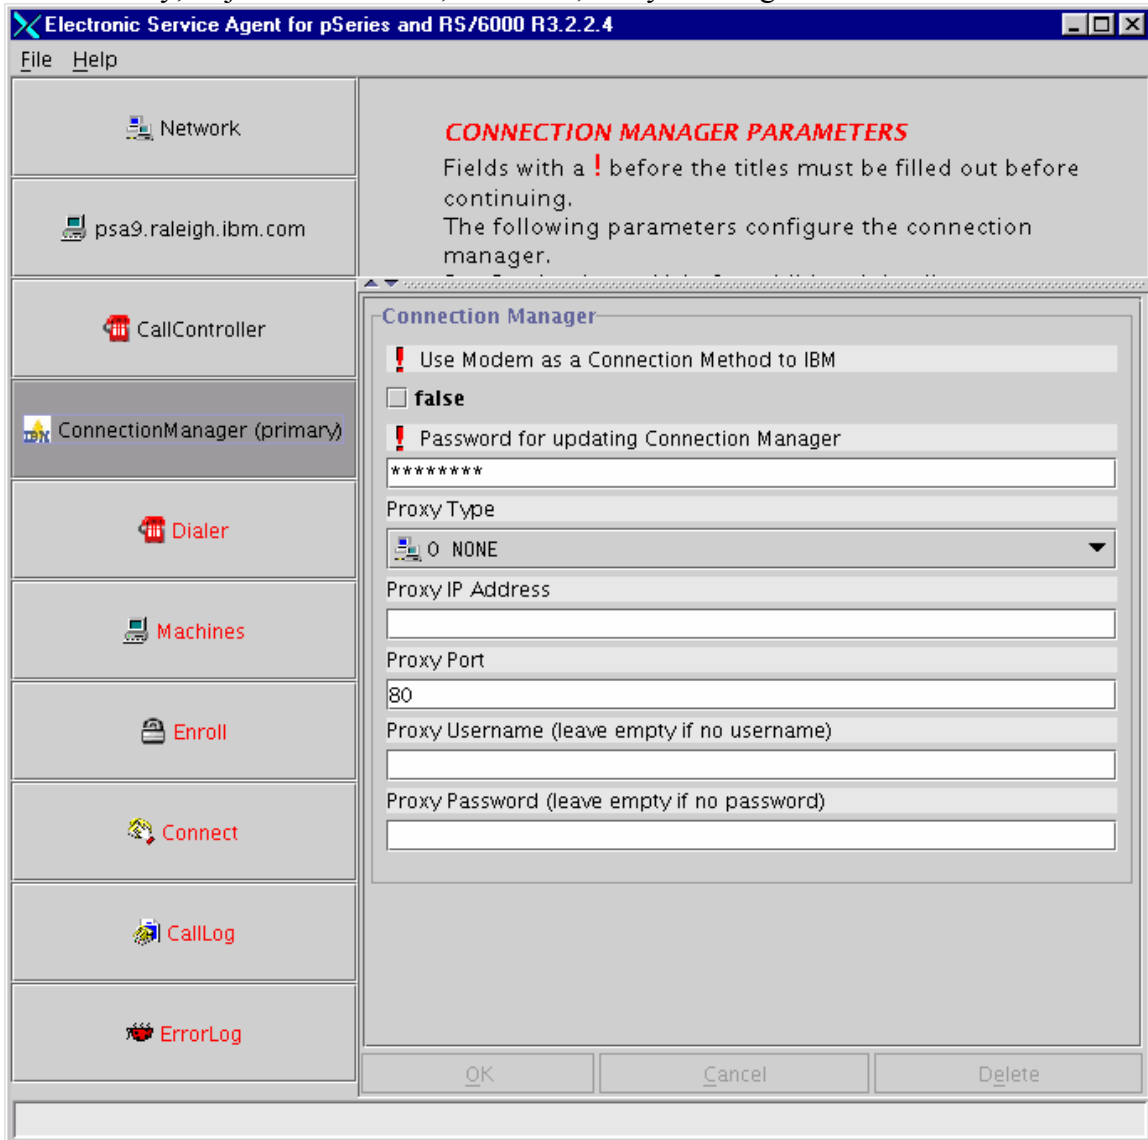 Electronic Service Agent for pSeries and RS/6000 R3.2.2.4
File Help
Network
psa9.raleigh.ibm.com
CallController
ConnectionManager (primary)
Dialer
Machines
Enroll
Connect
CallLog
ErrorLog
CONNECTION MANAGER PARAMETERS
Fields with a ! before the titles must be filled out before
continuing.
The following parameters configure the connection
manager.
Connection Manager
! Use Modem as a Connection Method to IBM
false
! Password for updating Connection Manager
********
Proxy Type
0 NONE
Proxy IP Address
Proxy Port
80
Proxy Username (leave empty if no username)
Proxy Password (leave empty if no password)
OK Cancel Delete